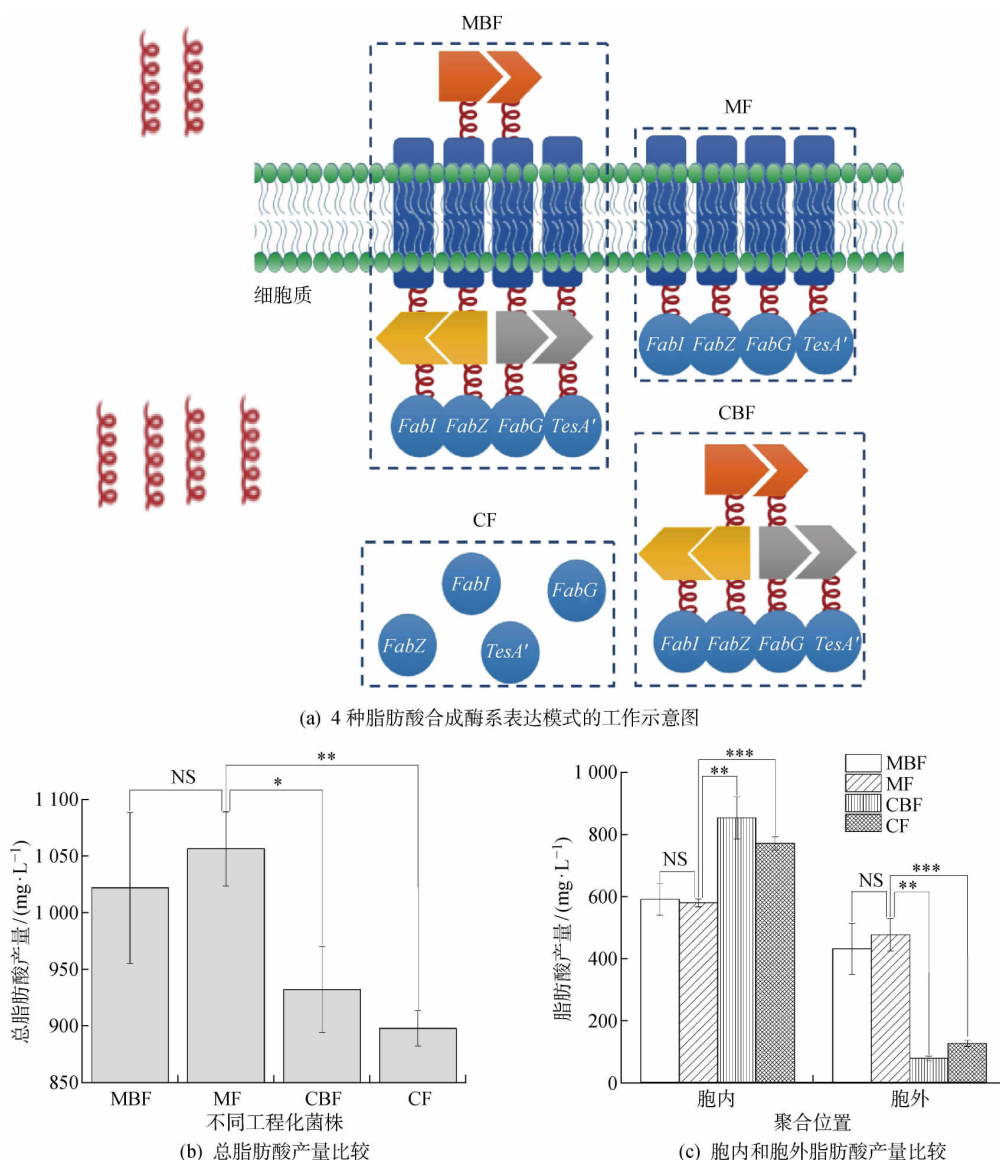 MBF
MF
细胞质
FabI FabZ FabG TesA'
FabI FabZ FabG TesA'
CBF
CF
FabI
FabG
FabZ
TesA'
FabI FabZ FabG TesA'
(a) 4 种脂肪酸合成酶系表达模式的工作示意图
总脂肪酸产量/(mg·L⁻¹)
1 100
1 050
1 000
950
900
850
NS
*
**
MBF MF CBF CF
不同工程化菌株
(b) 总脂肪酸产量比较
脂肪酸产量/(mg·L⁻¹)
1 000
800
600
400
200
0
NS
**
***
NS
**
***
MBF
MF
CBF
CF
胞内 胞外
聚合位置
(c) 胞内和胞外脂肪酸产量比较